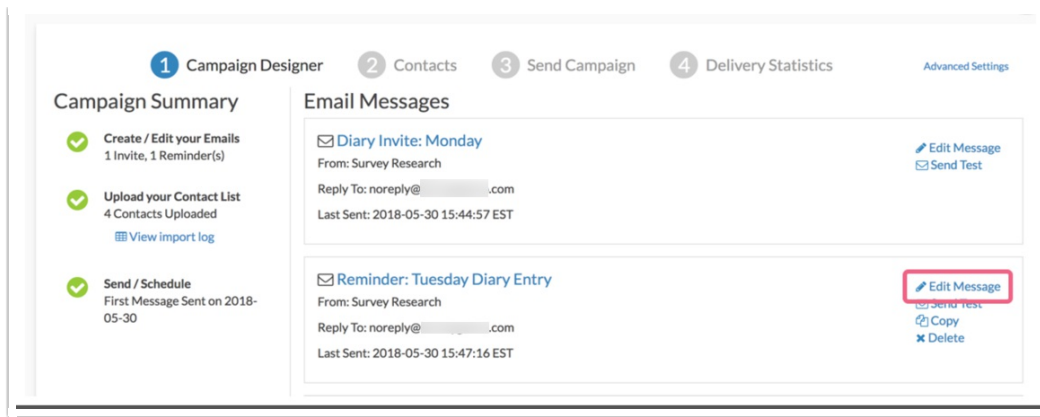 1 Campaign Designer 2 Contacts 3 Send Campaign 4 Delivery Statistics Advanced Settings
Campaign Summary
Create / Edit your Emails
1 Invite, 1 Reminder(s)
Upload your Contact List
4 Contacts Uploaded
View import log
Send / Schedule
First Message Sent on 2018-
05-30
Email Messages
Diary Invite: Monday
From: Survey Research
Reply To: noreply@ .com
Last Sent: 2018-05-30 15:44:57 EST
Edit Message
Send Test
Reminder: Tuesday Diary Entry
From: Survey Research
Reply To: noreply@ .com
Last Sent: 2018-05-30 15:47:16 EST
Edit Message
Send Test
Copy
Delete